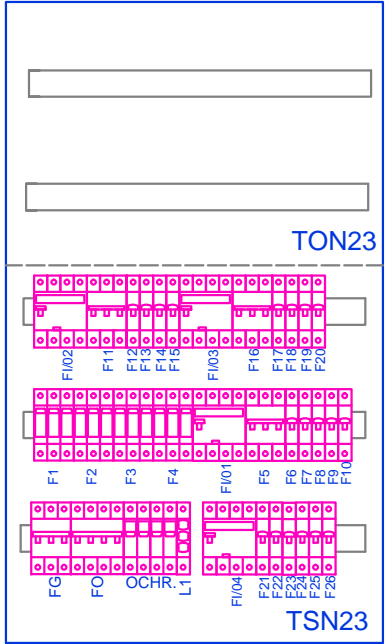 TON23
FI/02 F11 F12 F13 F14 F15 FI/03 F16 F17 F18 F19 F20
F1 F2 F3 F4 FI/01 F5 F6 F7 F8 F9 F10
FG FO OCHR. L1 FI/04 F21 F22 F23 F24 F25 F26
TSN23